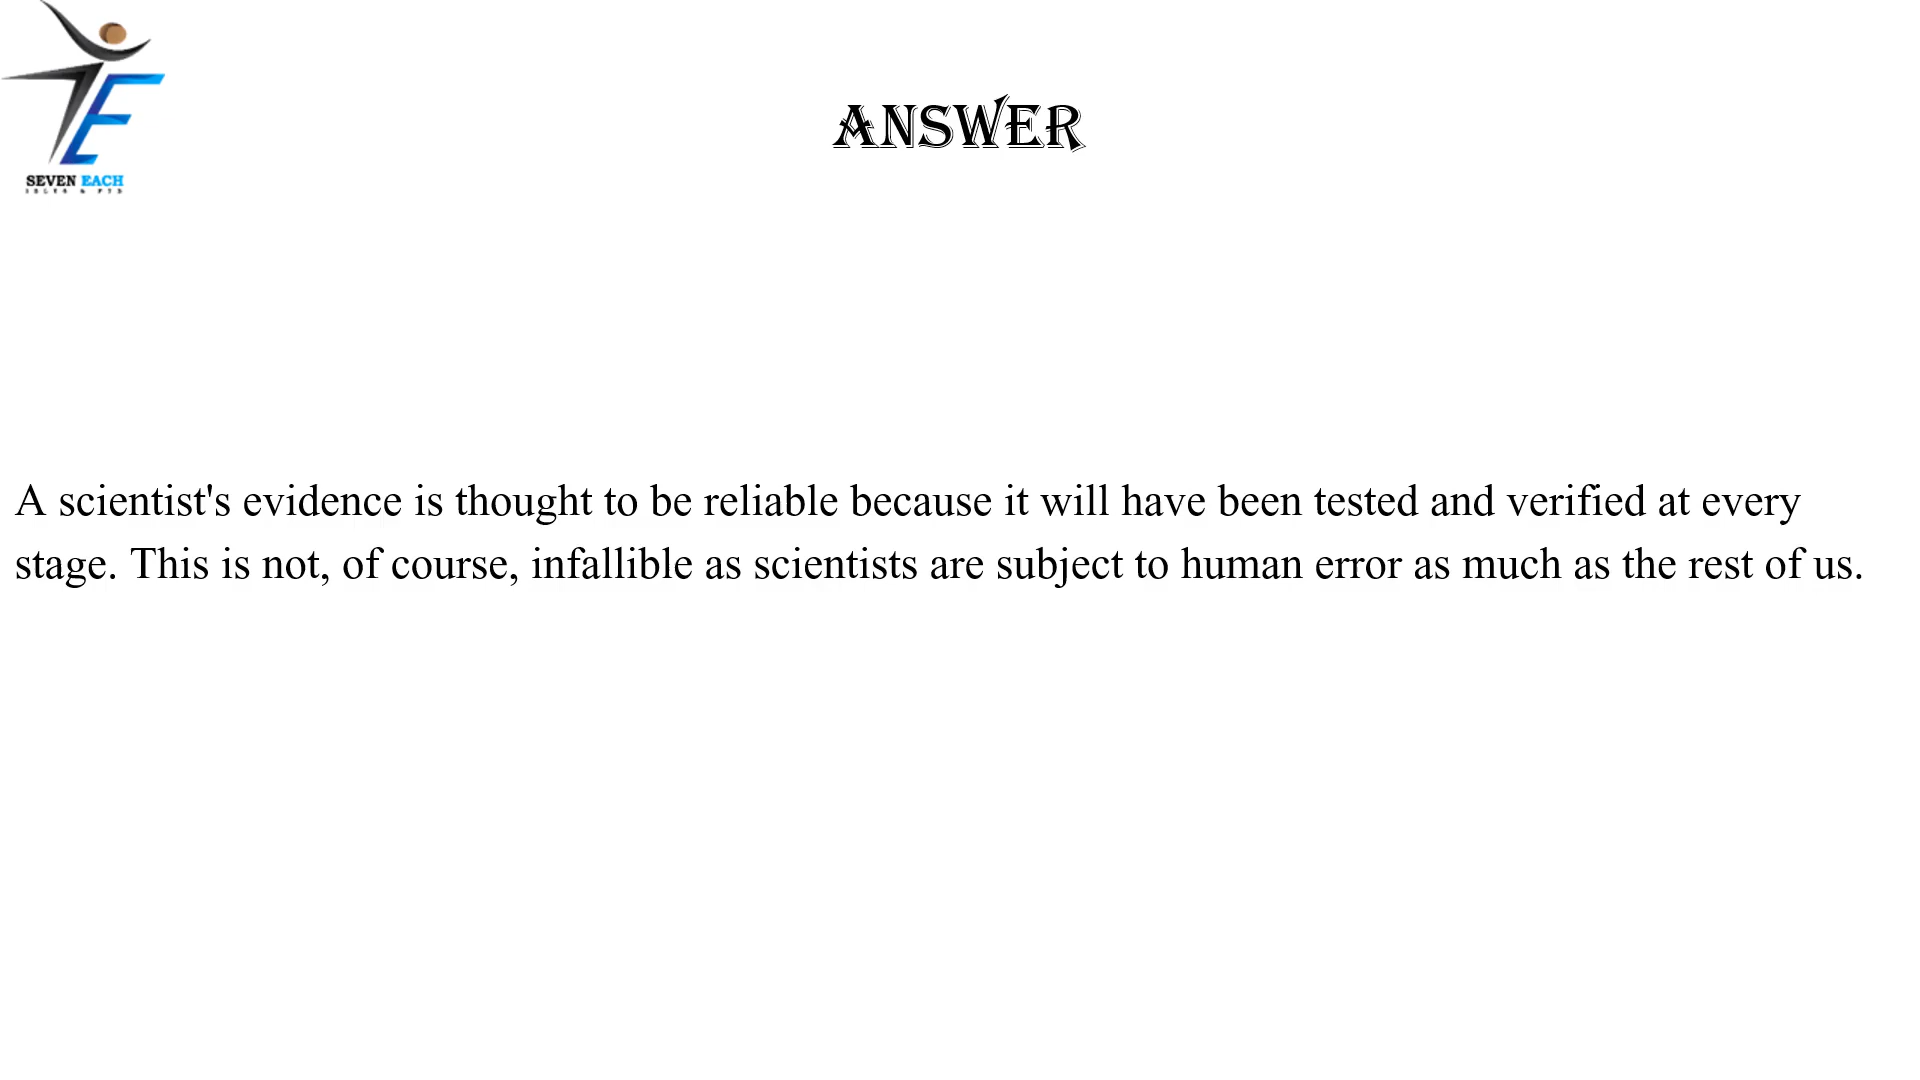 SEVEN EACH
ANSWER
A scientist's evidence is thought to be reliable because it will have been tested and verified at every
stage. This is not, of course, infallible as scientists are subject to human error as much as the rest of us.